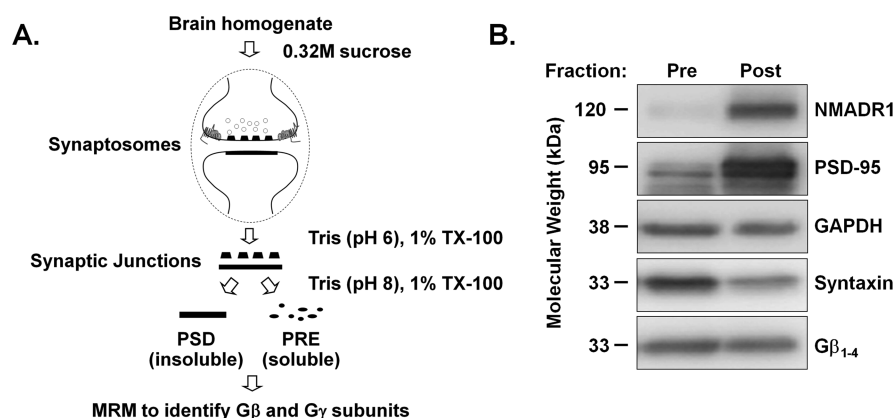 A.
Brain homogenate
0.32M sucrose
Synaptosomes
Tris (pH 6), 1% TX-100
Synaptic Junctions
Tris (pH 8), 1% TX-100
PSD
(insoluble)
PRE
(soluble)
MRM to identify Gβ and Gγ subunits
B.
Fraction: Pre Post
Molecular Weight (kDa)
120 NMADR1
95 PSD-95
38 GAPDH
33 Syntaxin
33 Gβ1-4